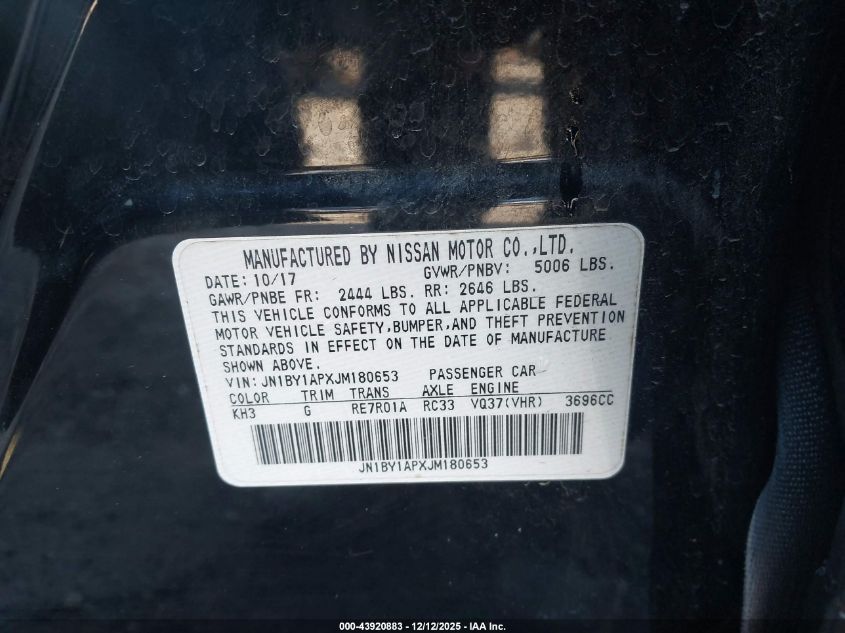 MANUFACTURED BY NISSAN MOTOR CO.,LTD.
DATE: 10/17 GVWR/PNBV: 5006 LBS.
GAWR/PNBE FR: 2444 LBS. RR: 2646 LBS.
THIS VEHICLE CONFORMS TO ALL APPLICABLE FEDERAL
MOTOR VEHICLE SAFETY,BUMPER,AND THEFT PREVENTION
STANDARDS IN EFFECT ON THE DATE OF MANUFACTURE
SHOWN ABOVE.
VIN: JN1BY1APXJM180653 PASSENGER CAR
COLOR TRIM TRANS AXLE ENGINE
KH3 G RE7R01A RC33 VQ37(VHR) 3696CC
JN1BY1APXJM180653
000-43920883 - 12/12/2025 - IAA Inc.